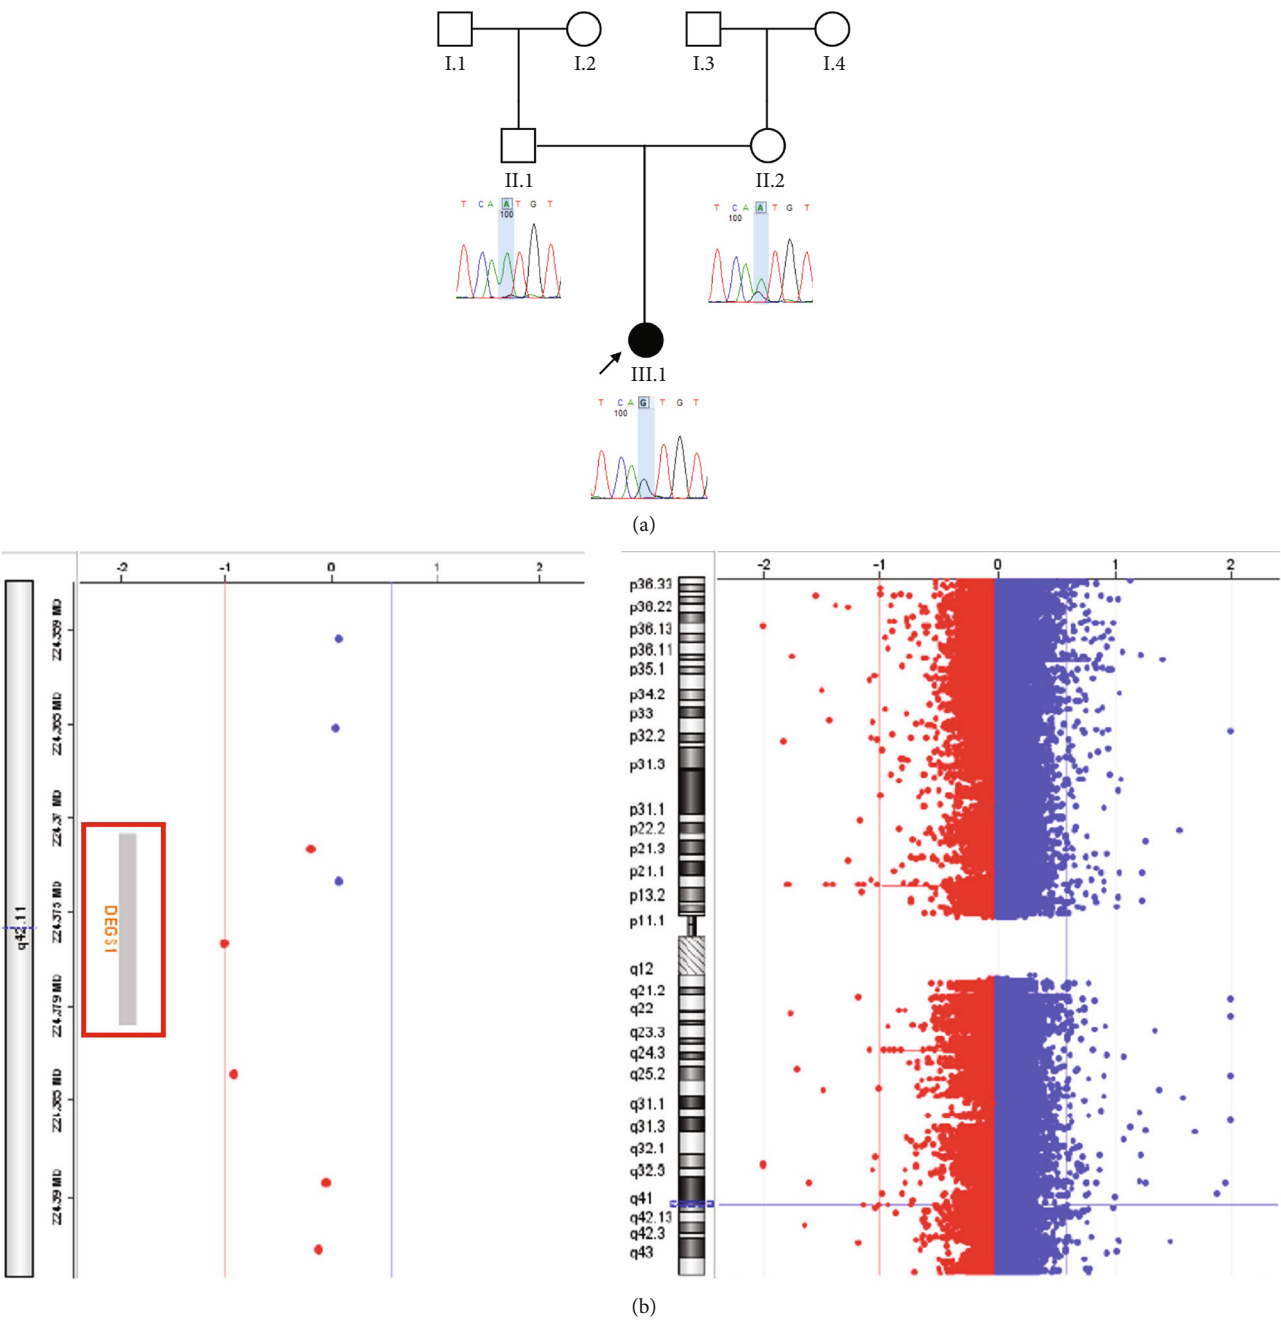 I.1 I.2 I.3 I.4
II.1 II.2
T C A A T G T
100
T C A A T G T
100
III.1
T C A G T G T
100
(a)
-2 -1 0 1 2
q42.11
DEGS1
-2 -1 0 1 2
p36.33
p36.22
p36.13
p36.11
p35.1
p34.2
p33
p32.2
p31.3
p31.1
p22.2
p21.3
p21.1
p13.2
p11.1
q12
q21.2
q22
q23.3
q24.3
q25.2
q31.1
q31.3
q32.1
q32.3
q41
q42.13
q42.3
q43
(b)